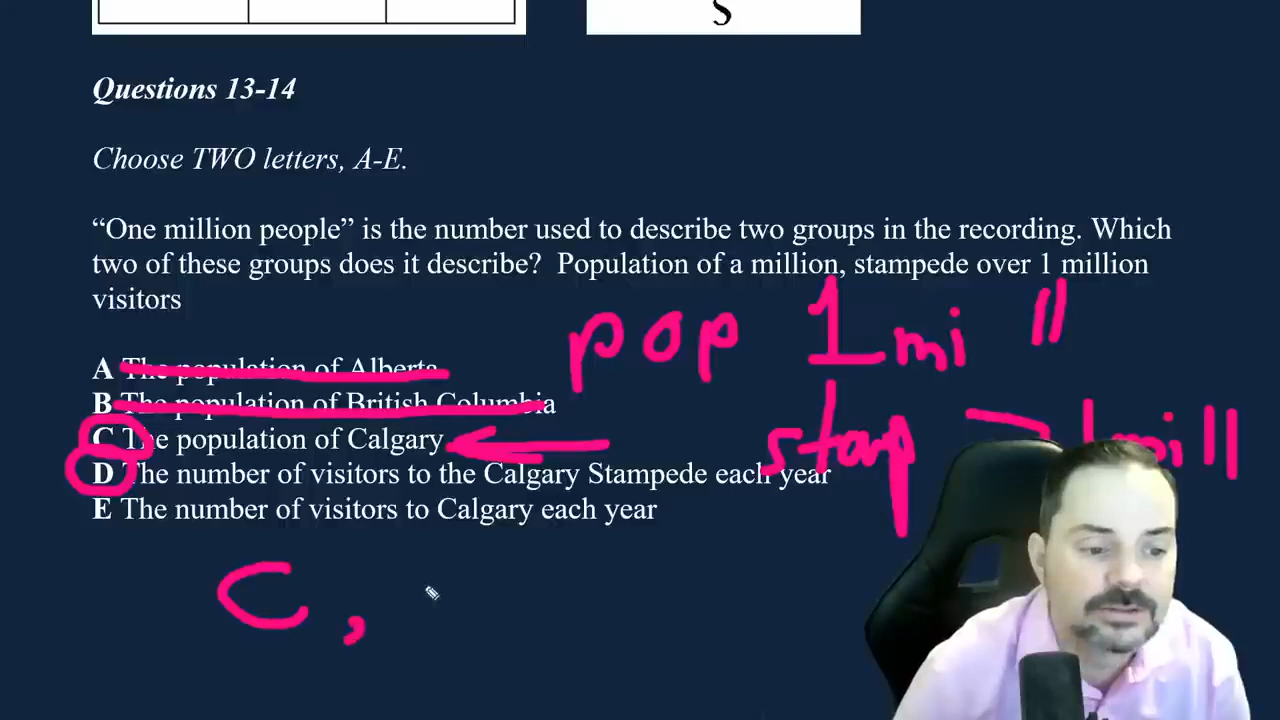 S
Questions 13-14
Choose TWO letters, A-E.
“One million people” is the number used to describe two groups in the recording. Which
two of these groups does it describe?  Population of a million, stampede over 1 million
visitors
pop 1 mill
A The population of Alberta
B The population of British Columbia
C The population of Calgary
stamp > 1 mill
D The number of visitors to the Calgary Stampede each year
E The number of visitors to Calgary each year
C ,